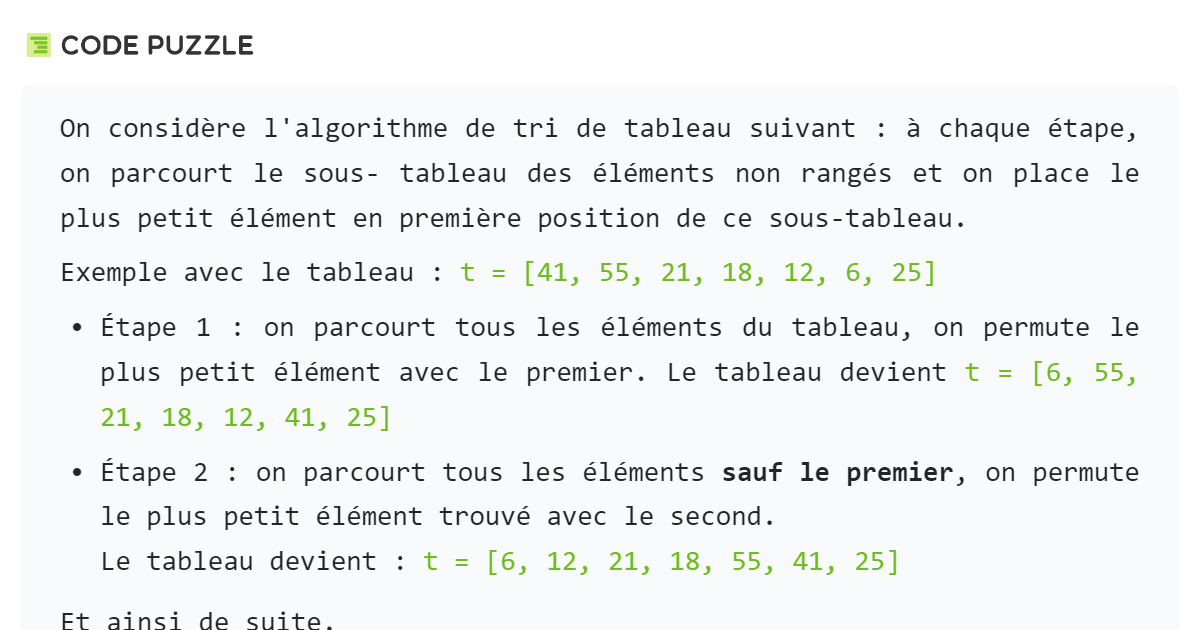 CODE PUZZLE
On considère l'algorithme de tri de tableau suivant : à chaque étape,
on parcourt le sous- tableau des éléments non rangés et on place le
plus petit élément en première position de ce sous-tableau.
Exemple avec le tableau : t = [41, 55, 21, 18, 12, 6, 25]
• Étape 1 : on parcourt tous les éléments du tableau, on permute le
plus petit élément avec le premier. Le tableau devient t = [6, 55,
21, 18, 12, 41, 25]
• Étape 2 : on parcourt tous les éléments sauf le premier, on permute
le plus petit élément trouvé avec le second.
Le tableau devient : t = [6, 12, 21, 18, 55, 41, 25]
Et ainsi de suite.